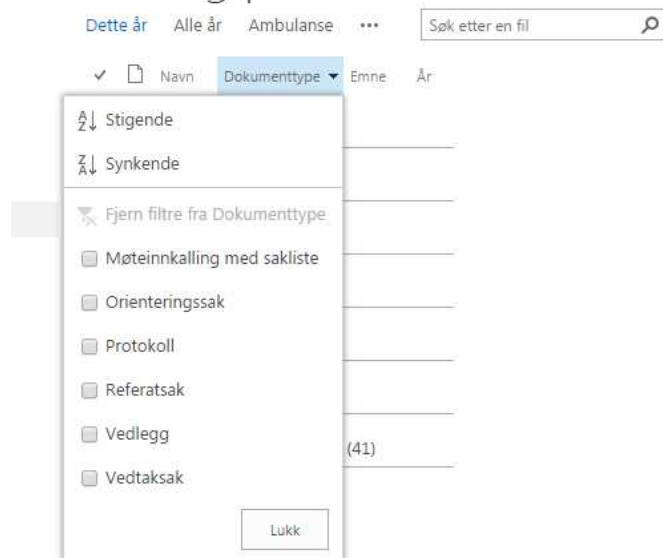 Dette år Alle år Ambulanse ••• Søk etter en fil
Navn Dokumenttype Emne År
Stigende
Synkende
Fjern filtre fra Dokumenttype
Møteinnkalling med sakliste
Orienteringssak
Protokoll
Referatsak
Vedlegg
(41)
Vedtaksak
Lukk